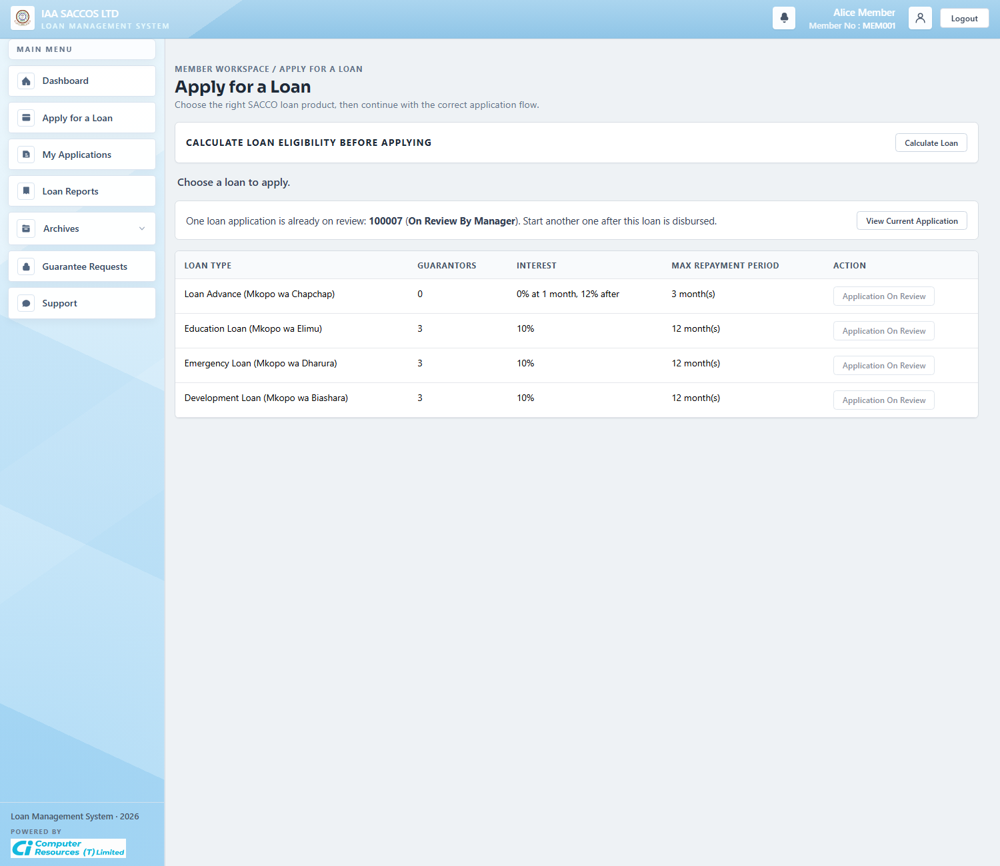 IAA SACCOS LTD
LOAN MANAGEMENT SYSTEM
Alice Member
Member No : MEM001
Logout
MAIN MENU
Dashboard
Apply for a Loan
My Applications
Loan Reports
Archives
Guarantee Requests
Support
MEMBER WORKSPACE / APPLY FOR A LOAN
Apply for a Loan
Choose the right SACCO loan product, then continue with the correct application flow.
CALCULATE LOAN ELIGIBILITY BEFORE APPLYING
Calculate Loan
Choose a loan to apply.
One loan application is already on review: 100007 (On Review By Manager). Start another one after this loan is disbursed.
View Current Application
LOAN TYPE GUARANTORS INTEREST MAX REPAYMENT PERIOD ACTION
Loan Advance (Mkopo wa Chapchap) 0 0% at 1 month, 12% after 3 month(s) Application On Review
Education Loan (Mkopo wa Elimu) 3 10% 12 month(s) Application On Review
Emergency Loan (Mkopo wa Dharura) 3 10% 12 month(s) Application On Review
Development Loan (Mkopo wa Biashara) 3 10% 12 month(s) Application On Review
Loan Management System · 2026
POWERED BY
Ci Computer
Resources (T) Limited